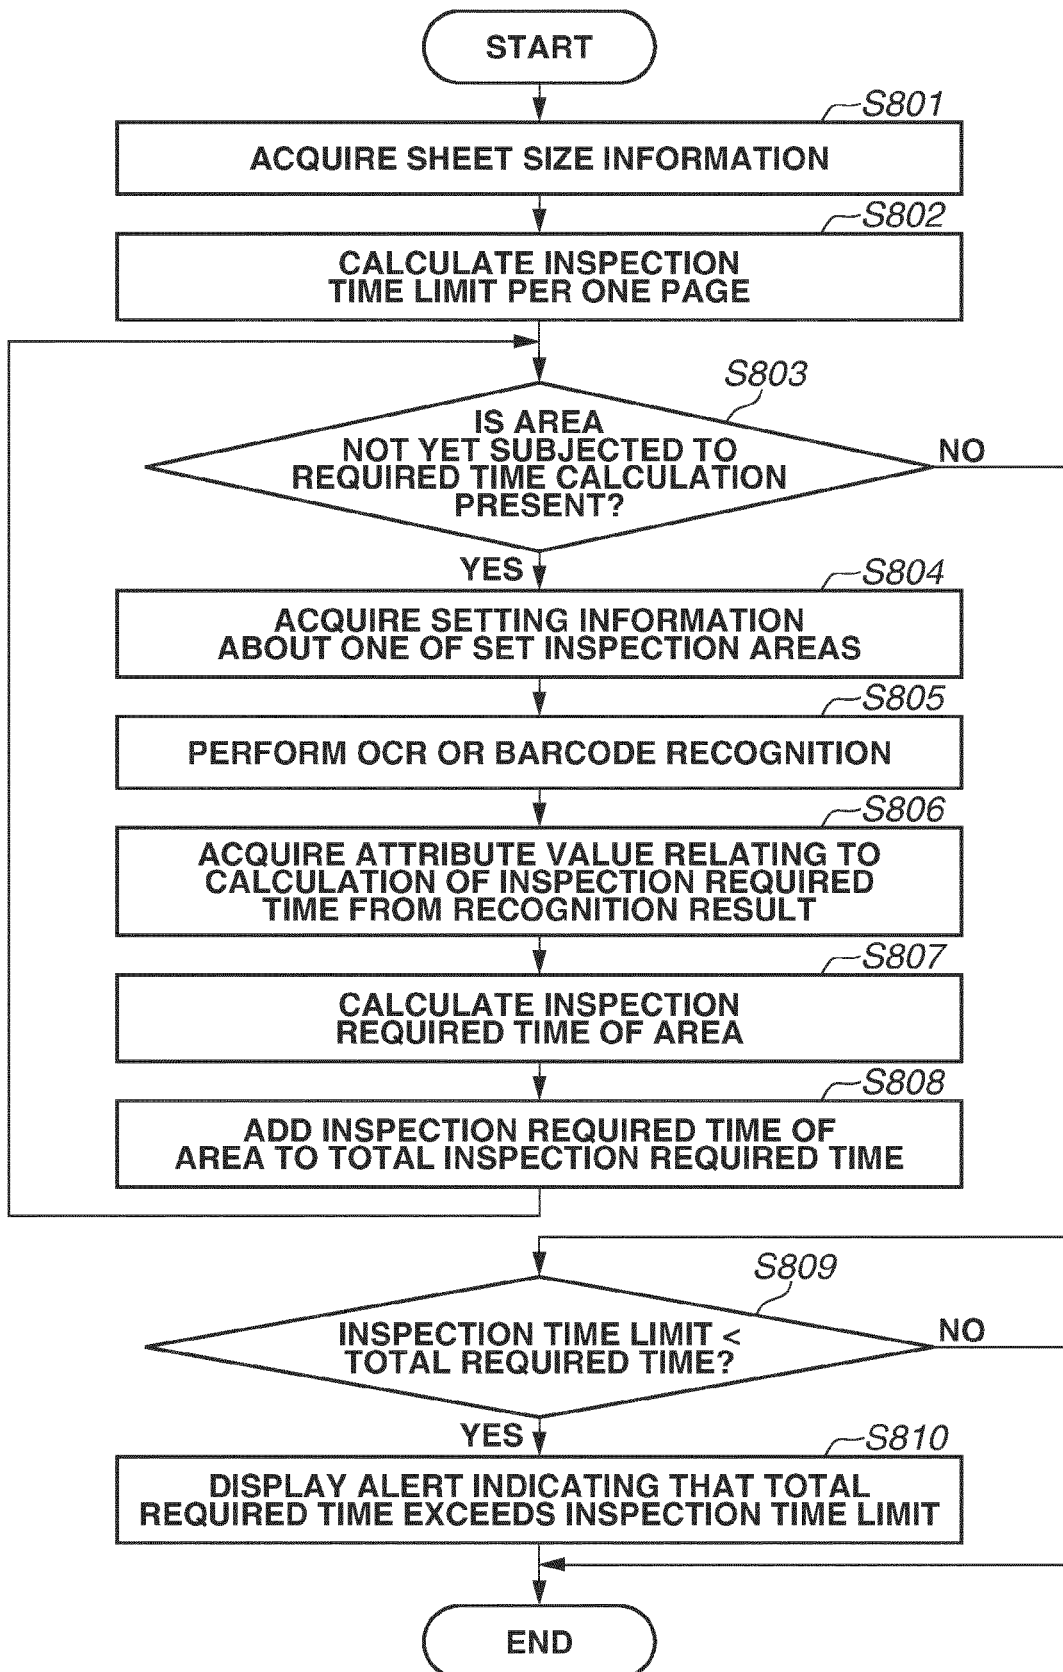 START
S801
ACQUIRE SHEET SIZE INFORMATION
S802
CALCULATE INSPECTION
TIME LIMIT PER ONE PAGE
S803
IS AREA
NOT YET SUBJECTED TO
REQUIRED TIME CALCULATION
PRESENT?
NO
YES
S804
ACQUIRE SETTING INFORMATION
ABOUT ONE OF SET INSPECTION AREAS
S805
PERFORM OCR OR BARCODE RECOGNITION
S806
ACQUIRE ATTRIBUTE VALUE RELATING TO
CALCULATION OF INSPECTION REQUIRED
TIME FROM RECOGNITION RESULT
S807
CALCULATE INSPECTION
REQUIRED TIME OF AREA
S808
ADD INSPECTION REQUIRED TIME OF
AREA TO TOTAL INSPECTION REQUIRED TIME
S809
INSPECTION TIME LIMIT <
TOTAL REQUIRED TIME?
NO
YES
S810
DISPLAY ALERT INDICATING THAT TOTAL
REQUIRED TIME EXCEEDS INSPECTION TIME LIMIT
END